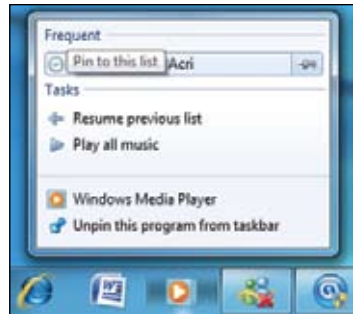 Frequent
Pin to this list Acri
Tasks
Resume previous list
Play all music
Windows Media Player
Unpin this program from taskbar